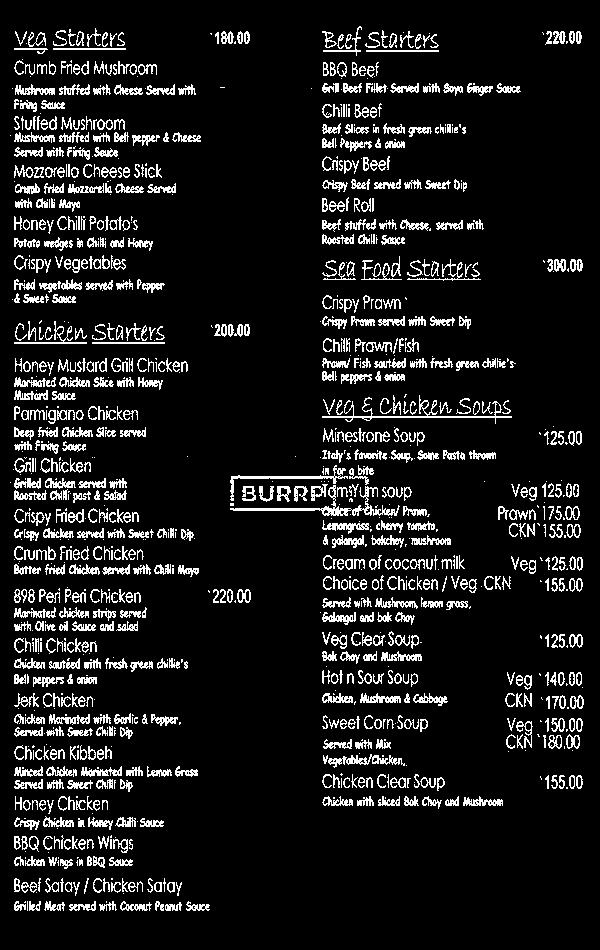 Veg Starters `180.00
Crumb Fried Mushroom
Mushroom stuffed with Cheese Served with
Firing Sauce
Stuffed Mushroom
Mushroom stuffed with Bell pepper & Cheese
Served with Firing Sauce
Mozzarella Cheese Stick
Crumb fried Mozzarella Cheese Served
with Chilli Mayo
Honey Chilli Potato's
Potato wedges in Chilli and Honey
Crispy Vegetables
Fried vegetables served with Pepper
& Sweet Sauce
Chicken Starters `200.00
Honey Mustard Grill Chicken
Marinated Chicken Slice with Honey
Mustard Sauce
Parmigiano Chicken
Deep fried Chicken Slice served
with Firing Sauce
Grill Chicken
Grilled Chicken served with
Roasted Chilli past & Salad
Crispy Fried Chicken
Crispy Chicken served with Sweet Chilli Dip
Crumb Fried Chicken
Batter fried Chicken served with Chilli Mayo
898 Peri Peri Chicken `220.00
Marinated chicken strips served
with Olive oil Sauce and salad
Chilli Chicken
Chicken sautéed with fresh green chillie's
Bell peppers & onion
Jerk Chicken
Chicken Marinated with Garlic & Pepper,
Served with Sweet Chilli Dip
Chicken Kibbeh
Minced Chicken Marinated with Lemon Grass
Served with Sweet Chilli Dip
Honey Chicken
Crispy Chicken in Honey Chilli Sauce
BBQ Chicken Wings
Chicken Wings in BBQ Sauce
Beef Satay / Chicken Satay
Grilled Meat served with Coconut Peanut Sauce
Beef Starters `220.00
BBQ Beef
Grill Beef Fillet Served with Soya Ginger Sauce
Chilli Beef
Beef Slices in fresh green chillie's
Bell Peppers & onion
Crispy Beef
Crispy Beef served with Sweet Dip
Beef Roll
Beef stuffed with Cheese, served with
Roasted Chilli Sauce
Sea Food Starters `300.00
Crispy Prawn
Crispy Prawn served with Sweet Dip
Chilli Prawn/Fish
Prawn/ Fish sautéed with fresh green chillie's
Bell peppers & onion
Veg & Chicken Soups
Minestrone Soup `125.00
Italy's favorite Soup, Some Pasta thrown
in for a bite
Tom Yum soup Veg 125.00
Choice of Chicken/ Prawn, Prawn`175.00
Lemongrass, cherry tomato, CKN`155.00
& galangal, bokchoy, mushroom
Cream of coconut milk Veg `125.00
Choice of Chicken / Veg CKN `155.00
Served with Mushroom, lemon grass,
Galangal and bok Choy
Veg Clear Soup `125.00
Bok Choy and Mushroom
Hot n Sour Soup Veg `140.00
Chicken, Mushroom & Cabbage CKN `170.00
Sweet Corn Soup Veg `150.00
Served with Mix CKN `180.00
Vegetables/Chicken,
Chicken Clear Soup `155.00
Chicken with sliced Bok Choy and Mushroom